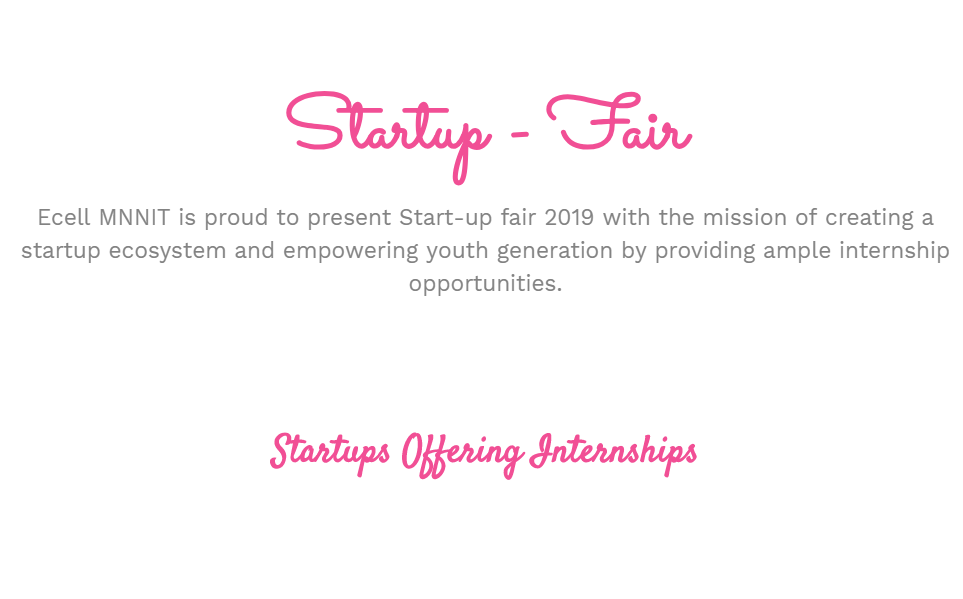 Startup - Fair
Ecell MNNIT is proud to present Start-up fair 2019 with the mission of creating a
startup ecosystem and empowering youth generation by providing ample internship
opportunities.
Startups Offering Internships